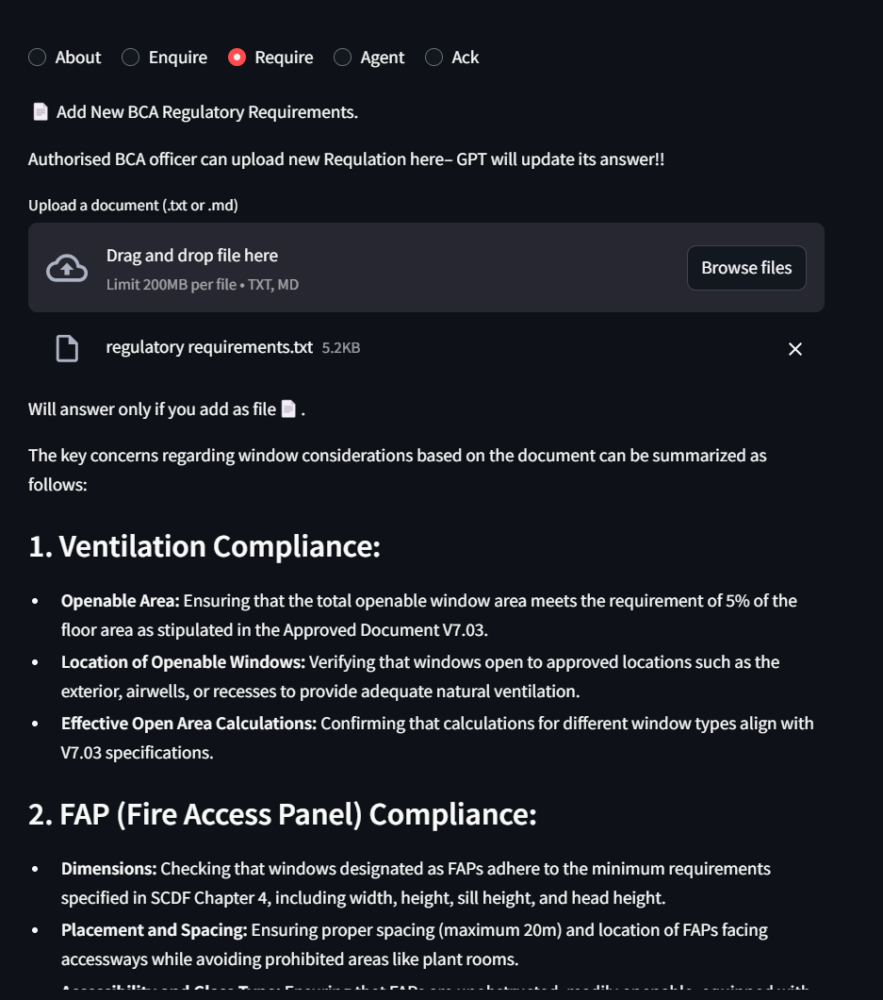 About Enquire Require Agent Ack
Add New BCA Regulatory Requirements.
Authorised BCA officer can upload new Requlation here– GPT will update its answer!!
Upload a document (.txt or .md)
Drag and drop file here
Limit 200MB per file • TXT, MD
Browse files
regulatory requirements.txt 5.2KB
Will answer only if you add as file .
The key concerns regarding window considerations based on the document can be summarized as
follows:
1. Ventilation Compliance:
• Openable Area: Ensuring that the total openable window area meets the requirement of 5% of the
floor area as stipulated in the Approved Document V7.03.
• Location of Openable Windows: Verifying that windows open to approved locations such as the
exterior, airwells, or recesses to provide adequate natural ventilation.
• Effective Open Area Calculations: Confirming that calculations for different window types align with
V7.03 specifications.
2. FAP (Fire Access Panel) Compliance:
• Dimensions: Checking that windows designated as FAPs adhere to the minimum requirements
specified in SCDF Chapter 4, including width, height, sill height, and head height.
• Placement and Spacing: Ensuring proper spacing (maximum 20m) and location of FAPs facing
accessways while avoiding prohibited areas like plant rooms.
Accessibility and Glass Type: Ensuring that FAPs are unobstructed, readily openable, equipped with